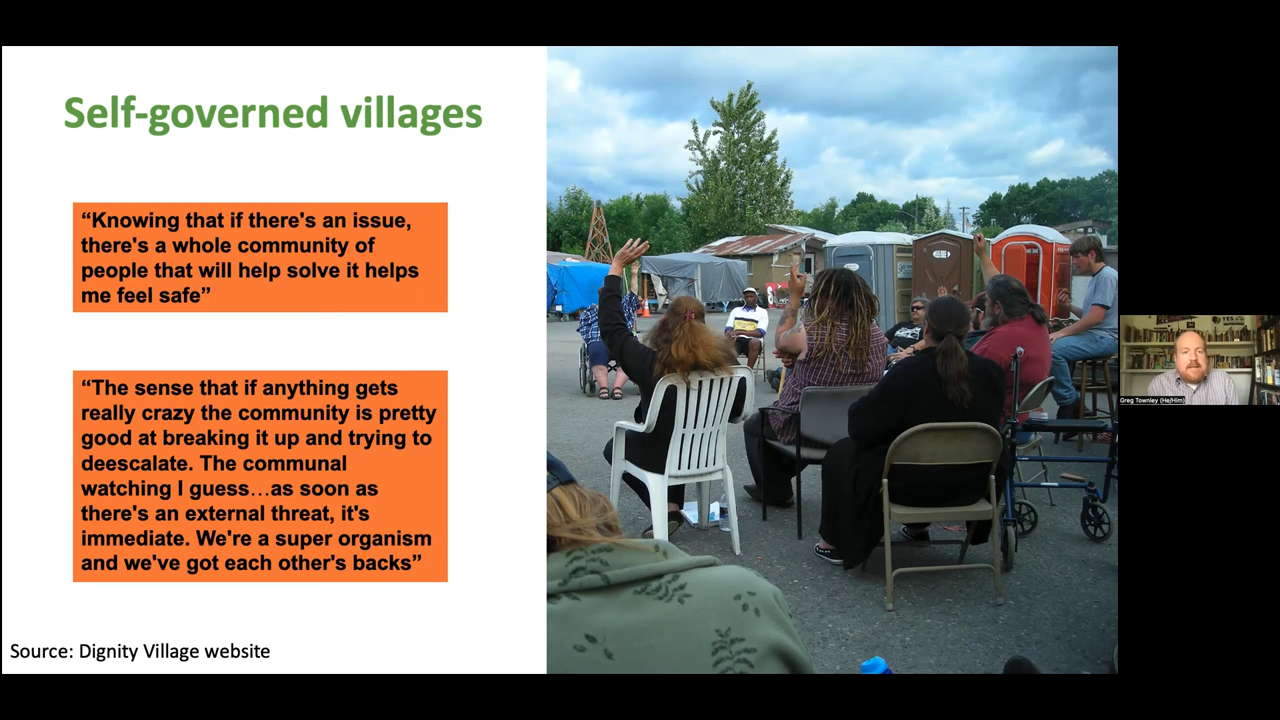 Self-governed villages
“Knowing that if there's an issue,
there's a whole community of
people that will help solve it helps
me feel safe”
“The sense that if anything gets
really crazy the community is pretty
good at breaking it up and trying to
deescalate. The communal
watching I guess…as soon as
there's an external threat, it's
immediate. We're a super organism
and we've got each other's backs”
Source: Dignity Village website
Greg Townley (He/Him)